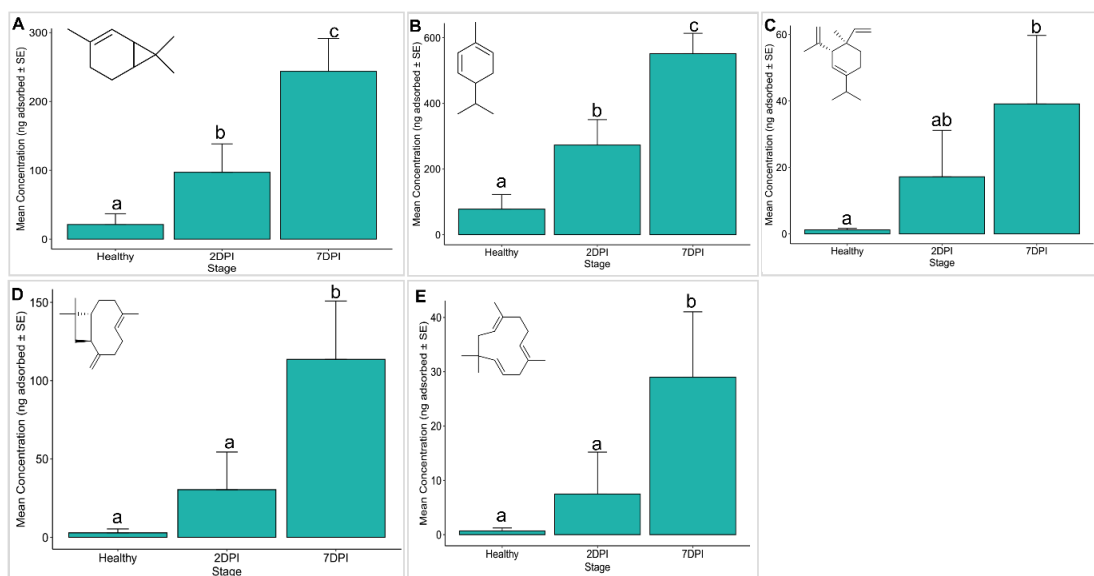 A
Mean Concentration (ng adsorbed ± SE)
300
200
100
0
a
b
c
Healthy
2DPI
7DPI
Stage
B
Mean Concentration (ng adsorbed ± SE)
600
400
200
0
a
b
c
Healthy
2DPI
7DPI
Stage
C
Mean Concentration (ng adsorbed ± SE)
60
40
20
0
a
ab
b
Healthy
2DPI
7DPI
Stage
D
Mean Concentration (ng adsorbed ± SE)
150
100
50
0
a
a
b
Healthy
2DPI
7DPI
Stage
E
Mean Concentration (ng adsorbed ± SE)
40
30
20
10
0
a
a
b
Healthy
2DPI
7DPI
Stage